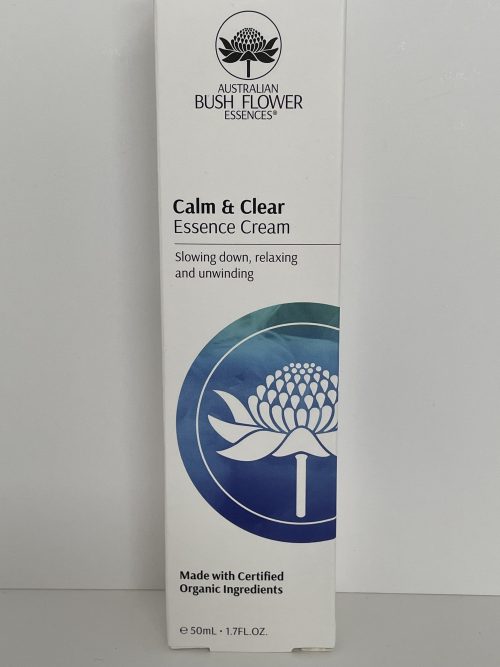 AUSTRALIAN
BUSH FLOWER
ESSENCES®
Calm & Clear
Essence Cream
Slowing down, relaxing
and unwinding
Made with Certified
Organic Ingredients
℮ 50mL · 1.7FL.OZ.